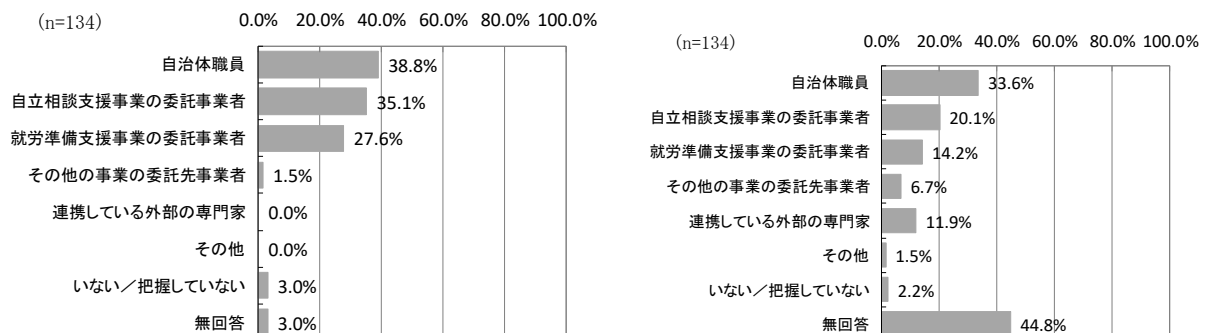 (n=134)
0.0% 20.0% 40.0% 60.0% 80.0% 100.0%
自治体職員 38.8%
自立相談支援事業の委託事業者 35.1%
就労準備支援事業の委託事業者 27.6%
その他の事業の委託先事業者 1.5%
連携している外部の専門家 0.0%
その他 0.0%
いない／把握していない 3.0%
無回答 3.0%
(n=134)
0.0% 20.0% 40.0% 60.0% 80.0% 100.0%
自治体職員 33.6%
自立相談支援事業の委託事業者 20.1%
就労準備支援事業の委託事業者 14.2%
その他の事業の委託先事業者 6.7%
連携している外部の専門家 11.9%
その他 1.5%
いない／把握していない 2.2%
無回答 44.8%